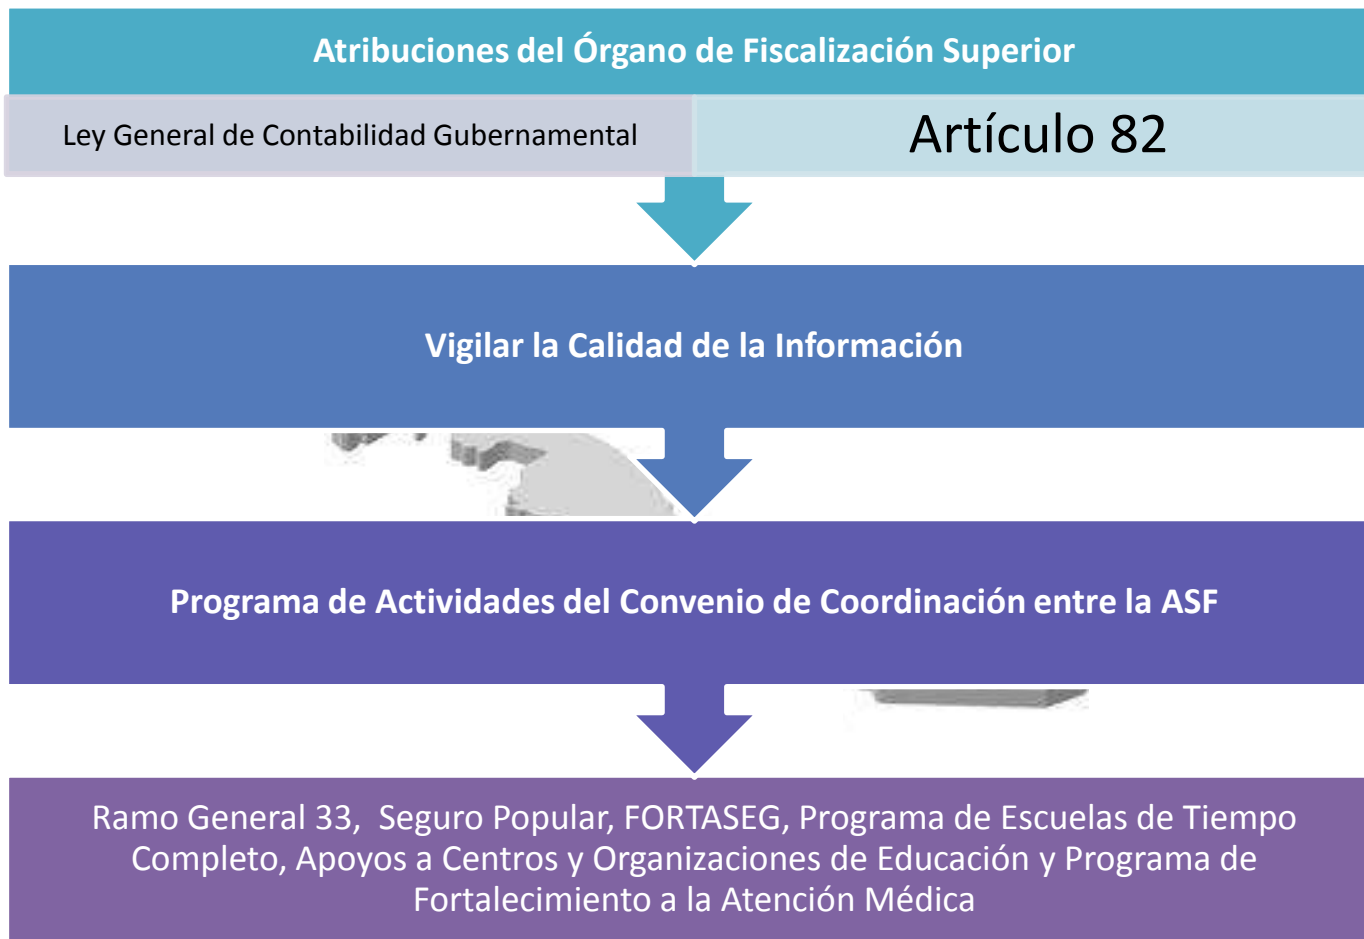 Atribuciones del Órgano de Fiscalización Superior
Ley General de Contabilidad Gubernamental
Artículo 82
Vigilar la Calidad de la Información
Programa de Actividades del Convenio de Coordinación entre la ASF
Ramo General 33, Seguro Popular, FORTASEG, Programa de Escuelas de Tiempo
Completo, Apoyos a Centros y Organizaciones de Educación y Programa de
Fortalecimiento a la Atención Médica